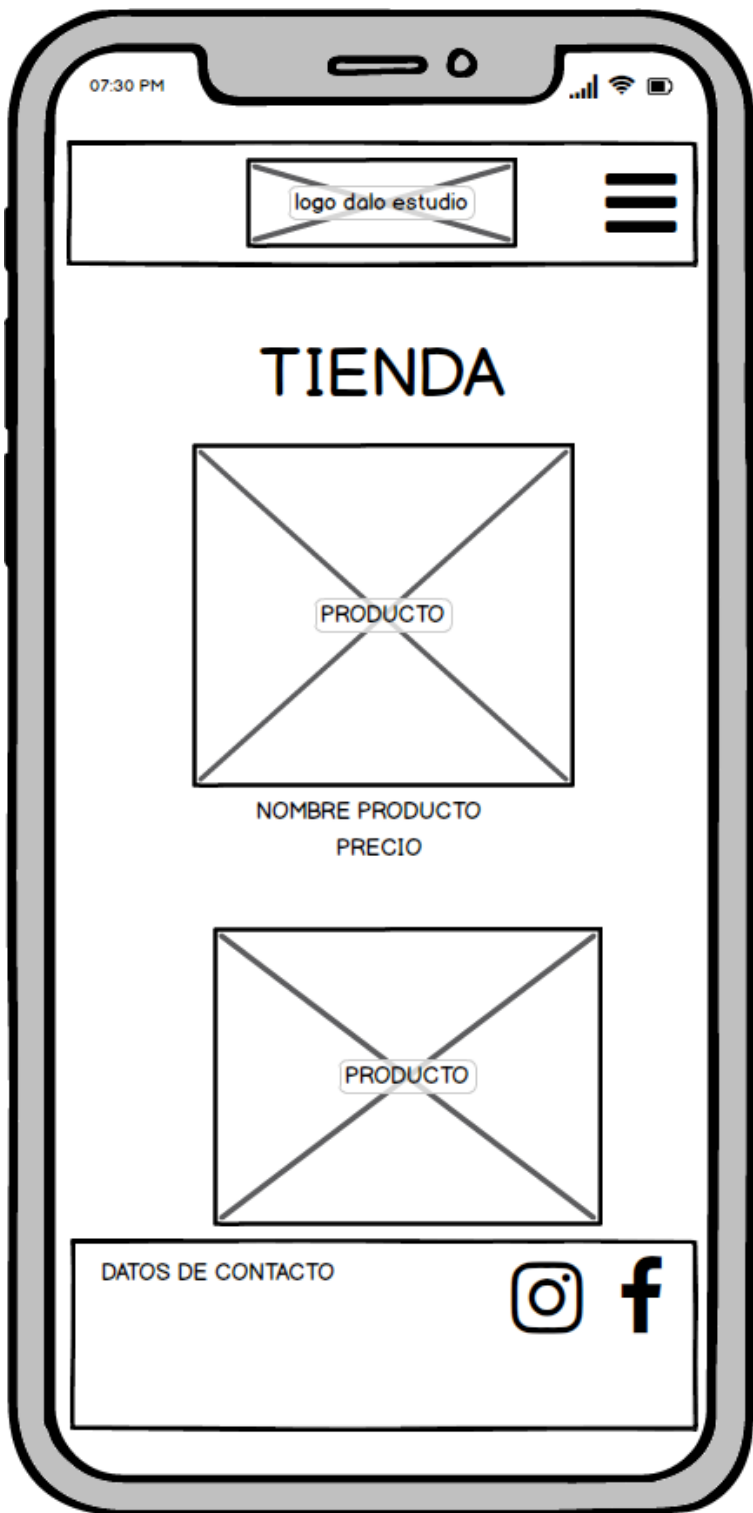 07:30 PM
logo dalo estudio
TIENDA
PRODUCTO
NOMBRE PRODUCTO
PRECIO
PRODUCTO
DATOS DE CONTACTO